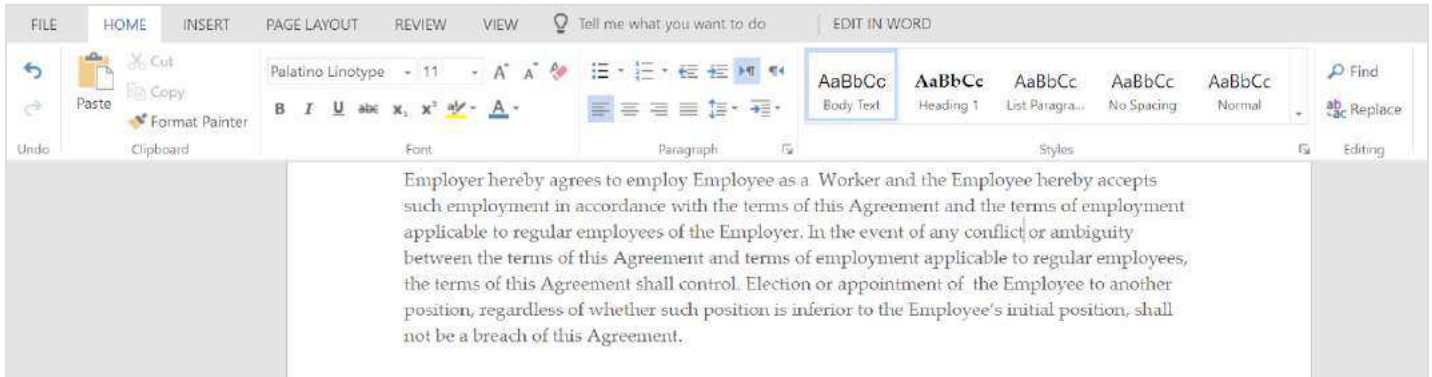 FILE HOME INSERT PAGE LAYOUT REVIEW VIEW Tell me what you want to do EDIT IN WORD
Cut
Copy
Paste
Format Painter
Palatino Linotype 11 A A
B I U abc x₂ x² aby A
AaBbCc AaBbCc AaBbCc AaBbCc AaBbCc
Body Text Heading 1 List Paragra... No Spacing Normal
Find
Replace
Undo Clipboard Font Paragraph Styles Editing
Employer hereby agrees to employ Employee as a Worker and the Employee hereby accepts
such employment in accordance with the terms of this Agreement and the terms of employment
applicable to regular employees of the Employer. In the event of any conflict or ambiguity
between the terms of this Agreement and terms of employment applicable to regular employees,
the terms of this Agreement shall control. Election or appointment of the Employee to another
position, regardless of whether such position is inferior to the Employee's initial position, shall
not be a breach of this Agreement.